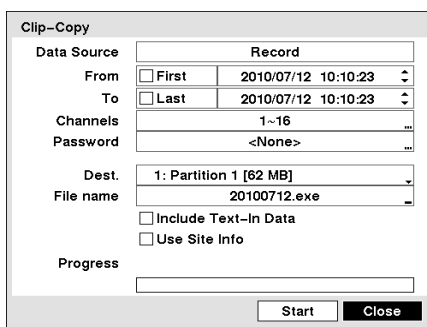 Clip-Copy
Data Source Record
From First 2010/07/12 10:10:23
To Last 2010/07/12 10:10:23
Channels 1~16 ...
Password <None> ...
Dest. 1: Partition 1 [62 MB]
File name 20100712.exe
Include Text-In Data
Use Site Info
Progress
Start Close